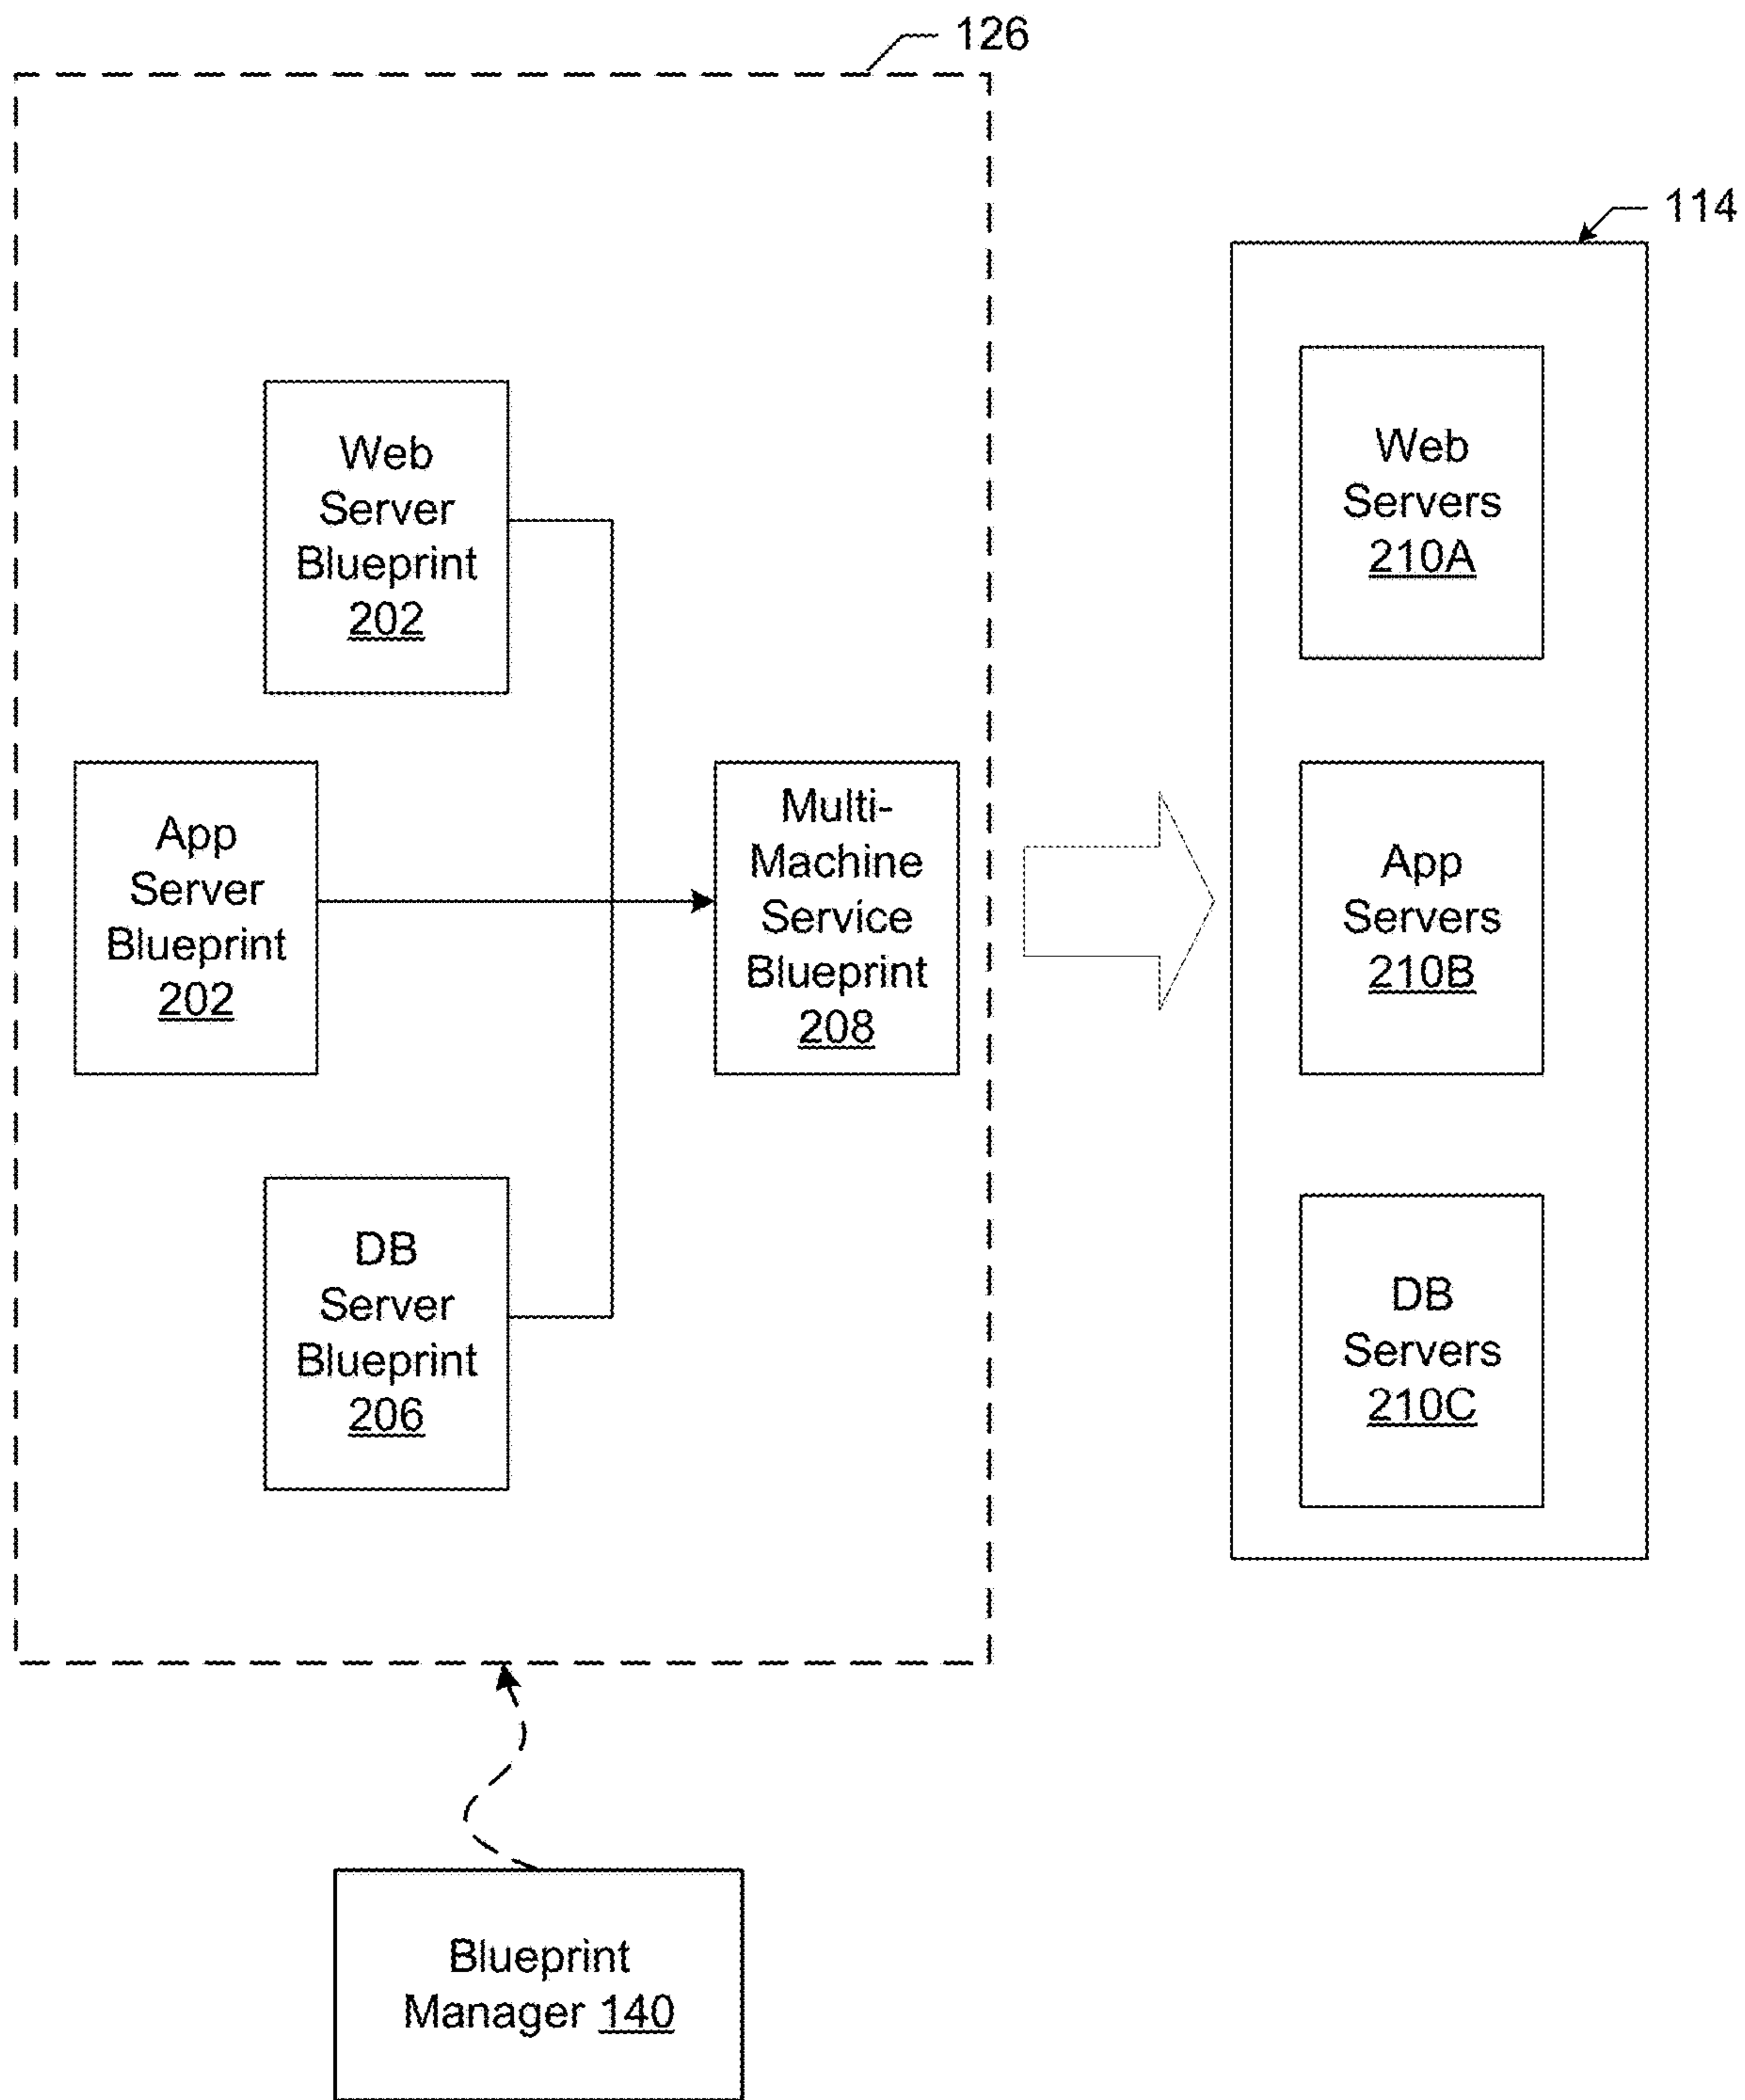 126
114
Web
Server
Blueprint
202
App
Server
Blueprint
202
DB
Server
Blueprint
206
Multi-
Machine
Service
Blueprint
208
Web
Servers
210A
App
Servers
210B
DB
Servers
210C
Blueprint
Manager 140